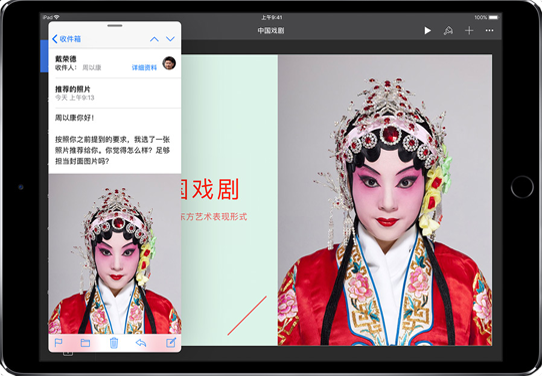 iPad
上午9:41
100%
中国戏剧
收件箱
戴荣德
收件人： 周以康
详细资料
推荐的照片
今天 上午9:13
周以康你好！
按照你之前提到的要求，我选了一张
照片推荐给你。你觉得怎么样？足够
担当封面图片吗？
国戏剧
东方艺术表现形式